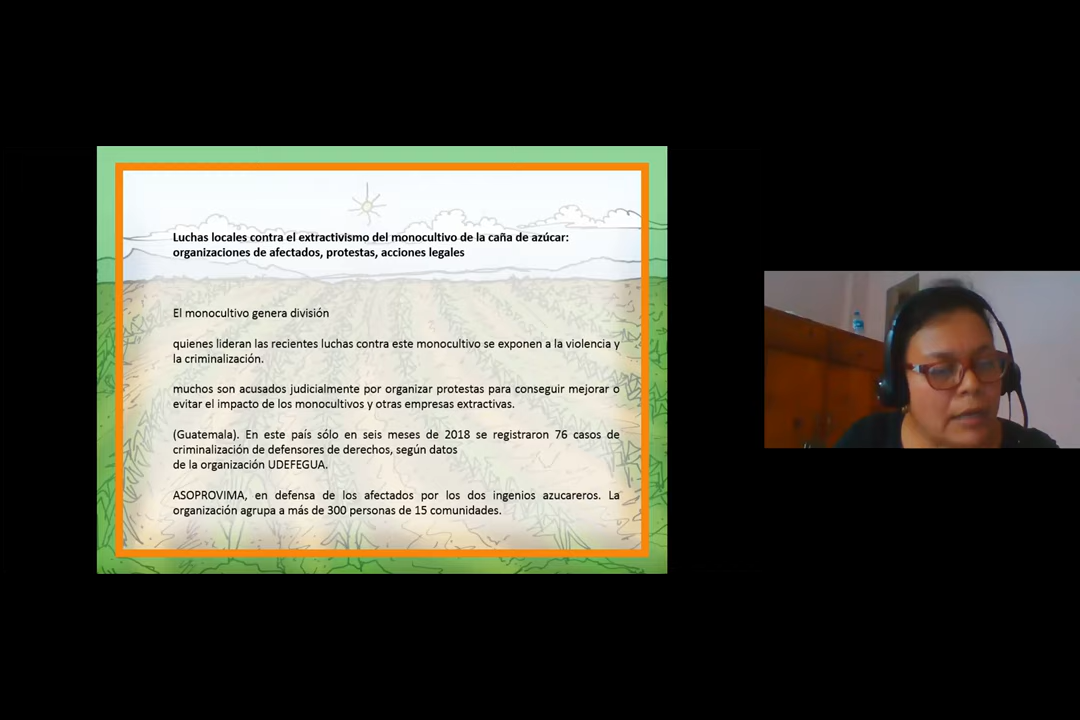 Luchas locales contra el extractivismo del monocultivo de la caña de azúcar:
organizaciones de afectados, protestas, acciones legales
El monocultivo genera división
quienes lideran las recientes luchas contra este monocultivo se exponen a la violencia y
la criminalización.
muchos son acusados judicialmente por organizar protestas para conseguir mejorar o
evitar el impacto de los monocultivos y otras empresas extractivas.
(Guatemala). En este país sólo en seis meses de 2018 se registraron 76 casos de
criminalización de defensores de derechos, según datos
de la organización UDEFEGUA.
ASOPROVIMA, en defensa de los afectados por los dos ingenios azucareros. La
organización agrupa a más de 300 personas de 15 comunidades.